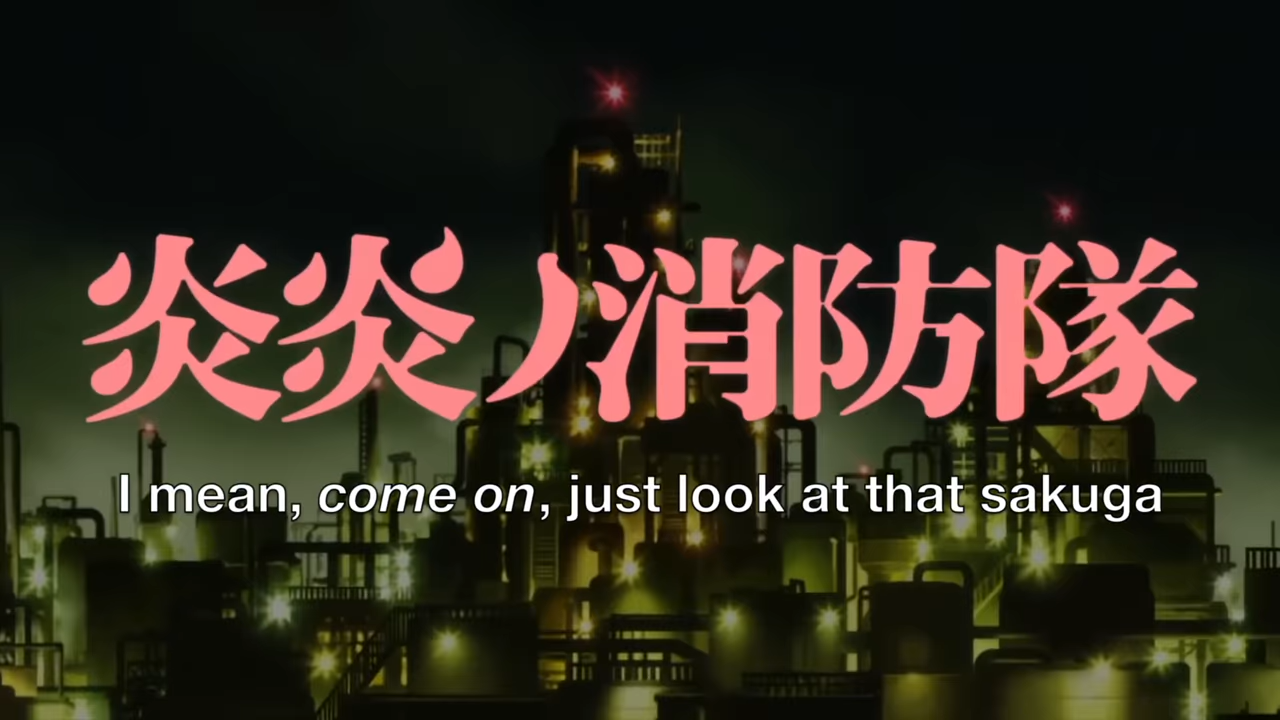 炎炎ノ消防隊
I mean, come on, just look at that sakuga